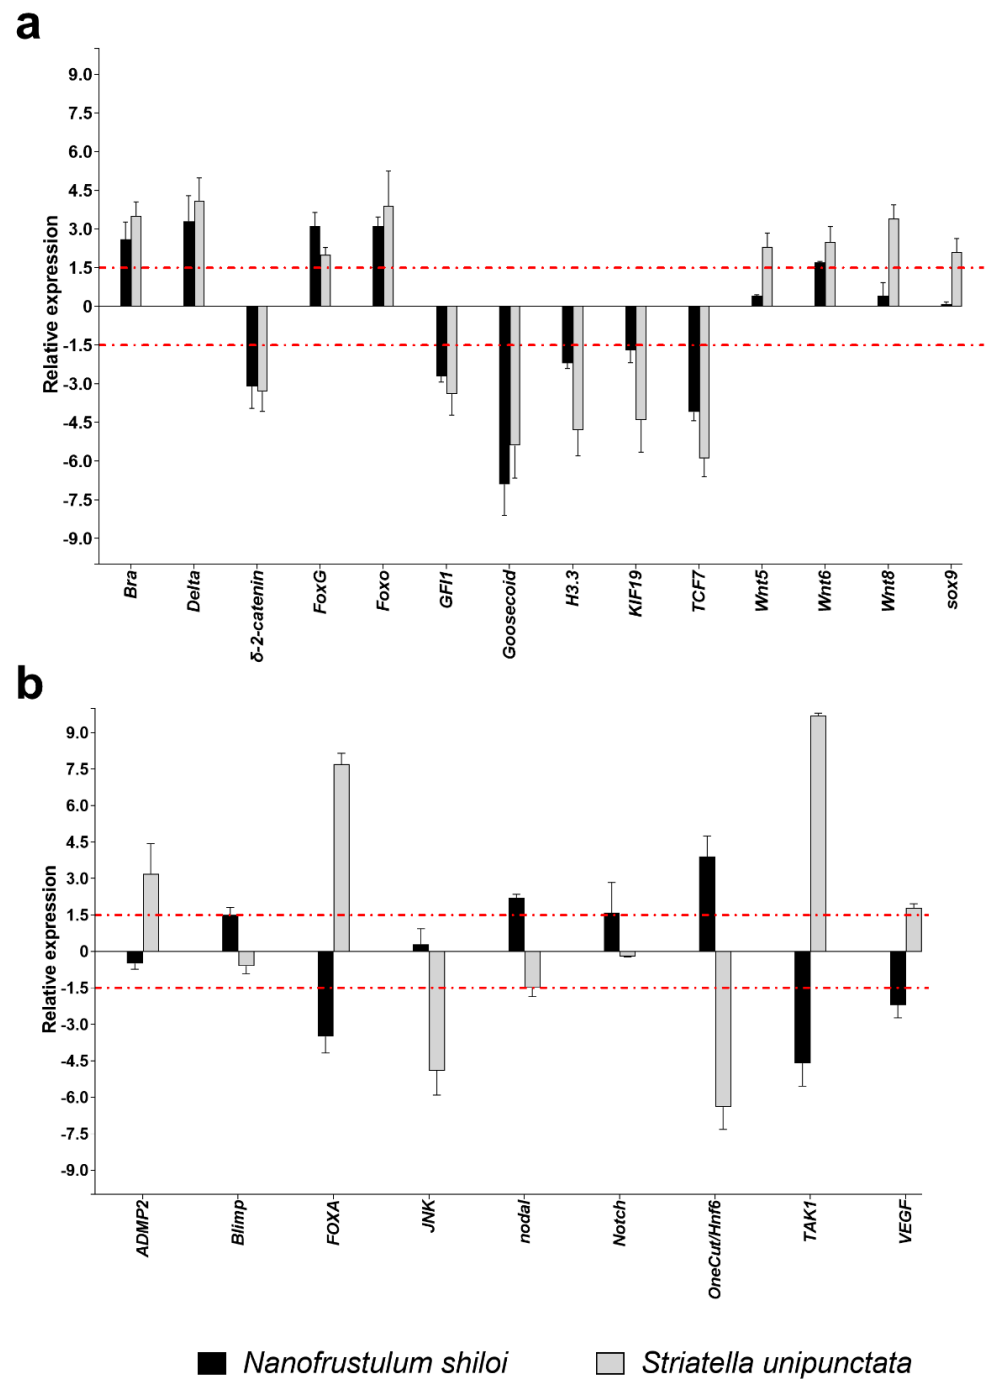 a
Relative expression
9.0
7.5
6.0
4.5
3.0
1.5
0
-1.5
-3.0
-4.5
-6.0
-7.5
-9.0
Bra
Delta
δ-2-catenin
FoxG
Foxo
GFI1
Goosecoid
H3.3
KIF19
TCF7
Wnt5
Wnt6
Wnt8
sox9
b
Relative expression
9.0
7.5
6.0
4.5
3.0
1.5
0
-1.5
-3.0
-4.5
-6.0
-7.5
-9.0
ADMP2
Blimp
FOXA
JNK
nodal
Notch
OneCut/Hnf6
TAK1
VEGF
Nanofrustulum shiloi
Striatella unipunctata